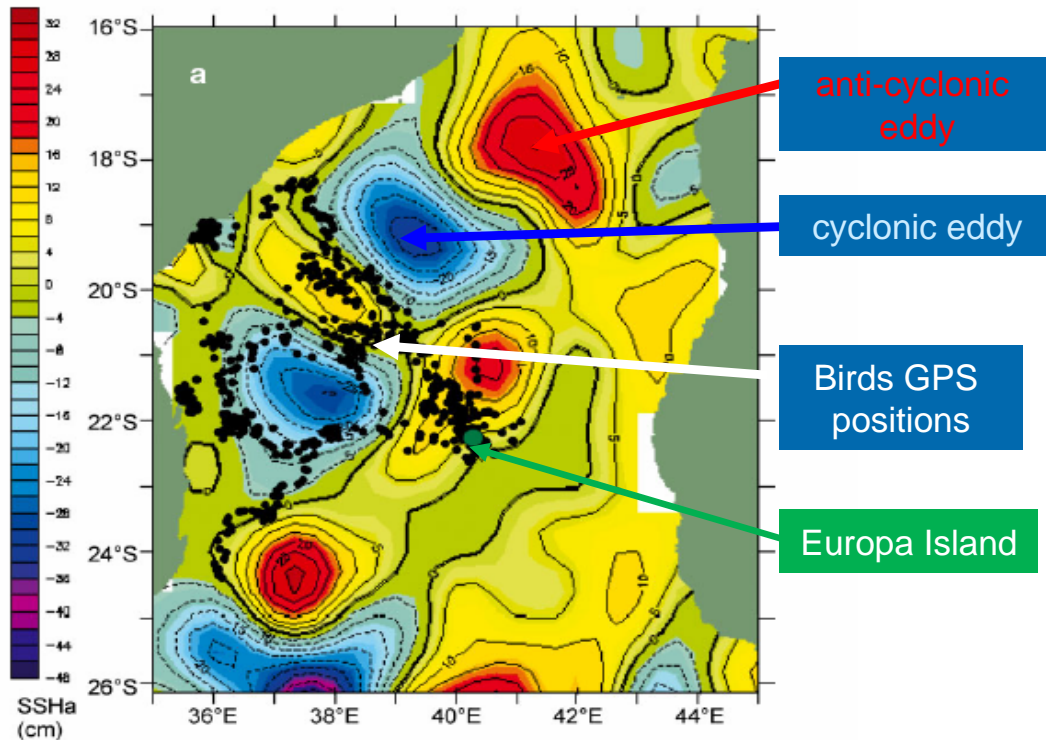 32
28
24
20
16
12
8
4
0
-4
-8
-12
-16
-20
-24
-28
-32
-36
-40
-44
-48
SSHa
(cm)
16°S
18°S
20°S
22°S
24°S
26°S
36°E
38°E
40°E
42°E
44°E
a
anti-cyclonic
eddy
cyclonic eddy
Birds GPS
positions
Europa Island